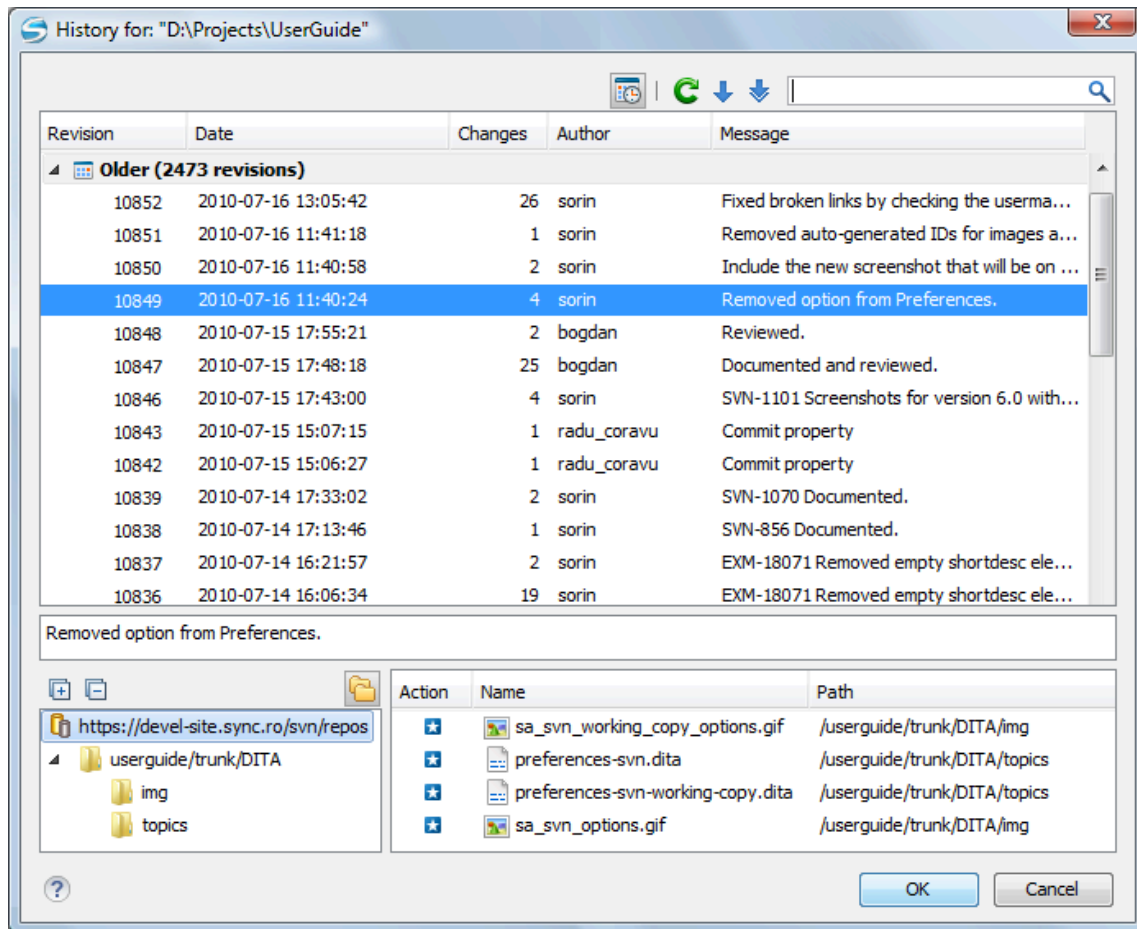 History for: "D:\Projects\UserGuide"
Revision Date Changes Author Message
Older (2473 revisions)
10852 2010-07-16 13:05:42 26 sorin Fixed broken links by checking the userma...
10851 2010-07-16 11:41:18 1 sorin Removed auto-generated IDs for images a...
10850 2010-07-16 11:40:58 2 sorin Include the new screenshot that will be on ...
10849 2010-07-16 11:40:24 4 sorin Removed option from Preferences.
10848 2010-07-15 17:55:21 2 bogdan Reviewed.
10847 2010-07-15 17:48:18 25 bogdan Documented and reviewed.
10846 2010-07-15 17:43:00 4 sorin SVN-1101 Screenshots for version 6.0 with...
10843 2010-07-15 15:07:15 1 radu_coravu Commit property
10842 2010-07-15 15:06:27 1 radu_coravu Commit property
10839 2010-07-14 17:33:02 2 sorin SVN-1070 Documented.
10838 2010-07-14 17:13:46 1 sorin SVN-856 Documented.
10837 2010-07-14 16:21:57 2 sorin EXM-18071 Removed empty shortdesc ele...
10836 2010-07-14 16:06:34 19 sorin EXM-18071 Removed empty shortdesc ele...
Removed option from Preferences.
https://devel-site.sync.ro/svn/repos
userguide/trunk/DITA
img
topics
Action Name Path
sa_svn_working_copy_options.gif /userguide/trunk/DITA/img
preferences-svn.dita /userguide/trunk/DITA/topics
preferences-svn-working-copy.dita /userguide/trunk/DITA/topics
sa_svn_options.gif /userguide/trunk/DITA/img
OK Cancel